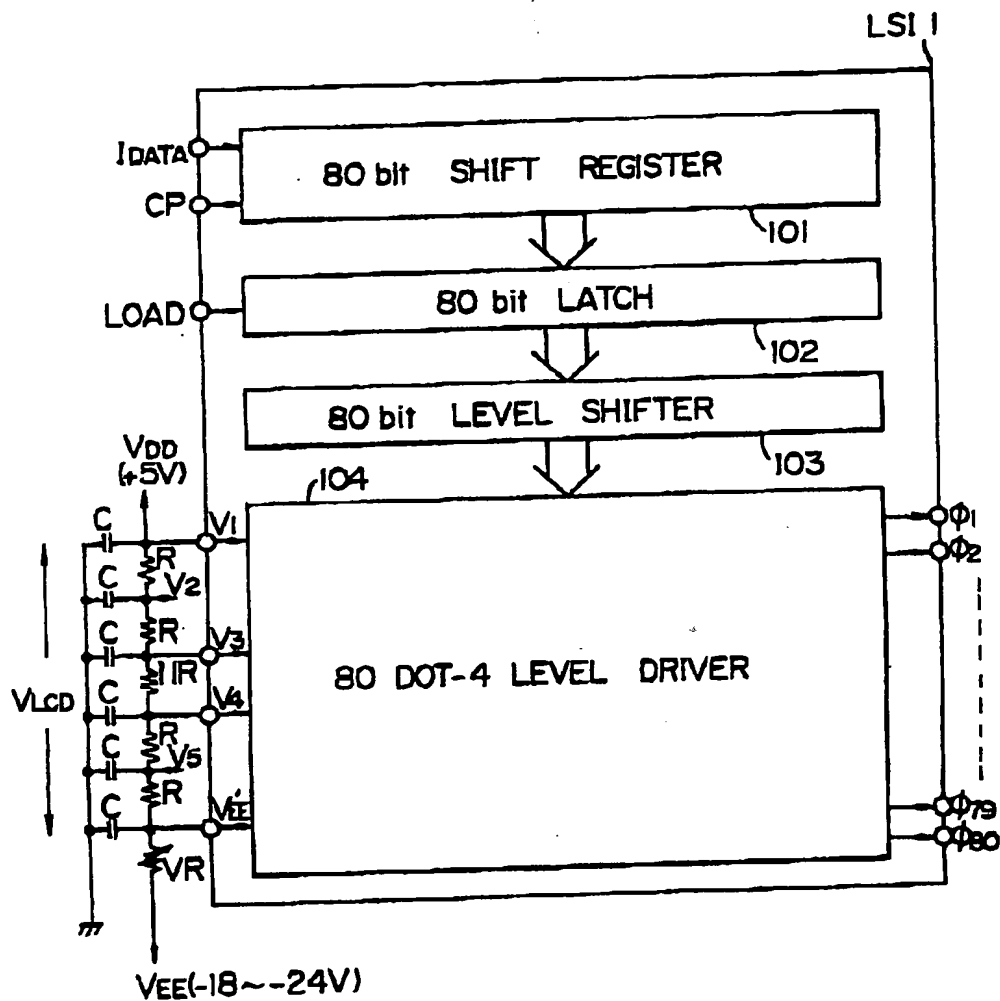 LSI 1
IDATA
80 bit SHIFT REGISTER
CP
101
LOAD
80 bit LATCH
102
80 bit LEVEL SHIFTER
103
VDD
(+5V)
104
C
V1
φ1
R
C
V2
φ2
R
C
V3
11R
80 DOT-4 LEVEL DRIVER
VLCD
C
V4
R
C
V5
R
C
VEE'
φ79
VR
φ80
VEE(-18~-24V)